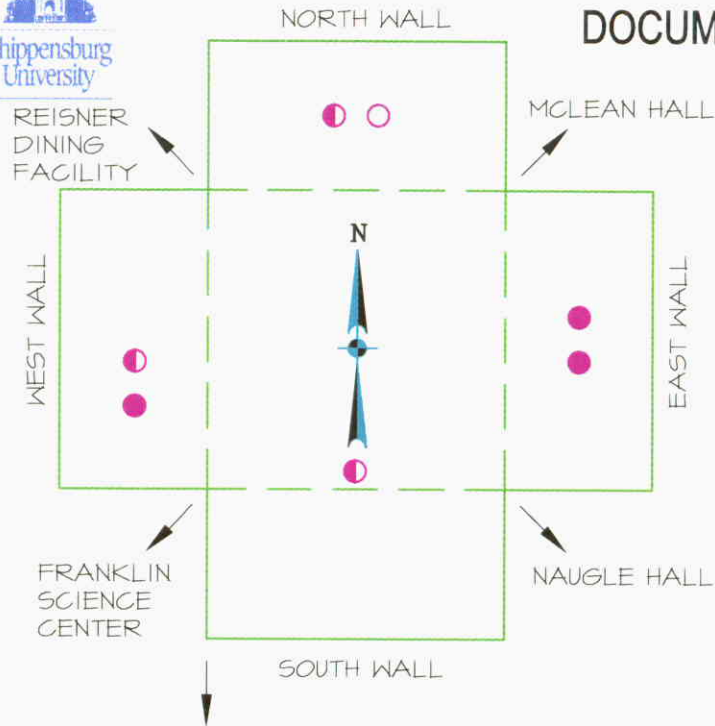 University
DOCUM
NORTH WALL
REISNER
DINING
FACILITY
MCLEAN HALL
N
WEST WALL
EAST WALL
FRANKLIN
SCIENCE
CENTER
NAUGLE HALL
SOUTH WALL